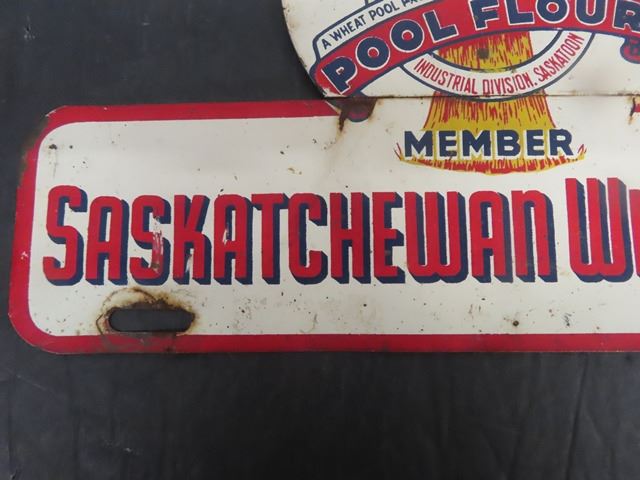 A WHEAT POOL
POOL FLOUR
INDUSTRIAL DIVISION, SASKATOON
MEMBER
SASKATCHEWAN